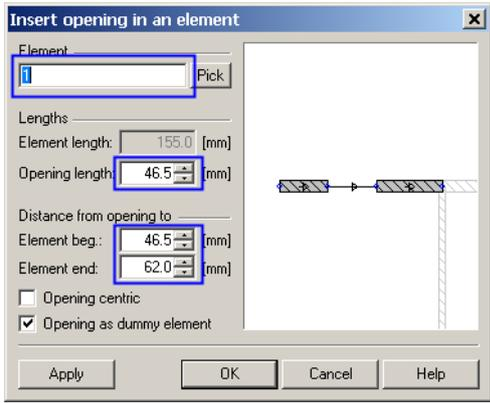 Insert opening in an element
Element
1 Pick
Lengths
Element length: 155.0 [mm]
Opening length: 46.5 [mm]
Distance from opening to
Element beg.: 46.5 [mm]
Element end: 62.0 [mm]
Opening centric
Opening as dummy element
Apply OK Cancel Help